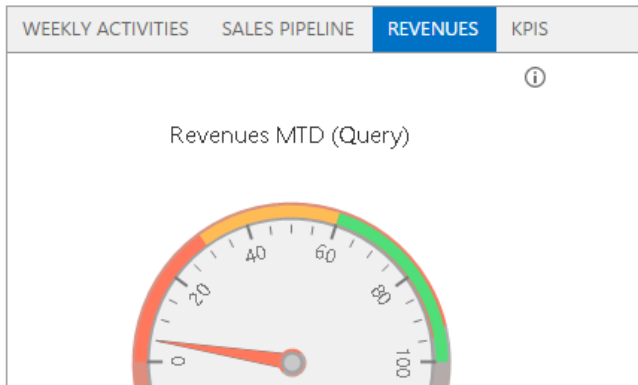 WEEKLY ACTIVITIES SALES PIPELINE REVENUES KPIS
Revenues MTD (Query)
40 60
20 80
0 100